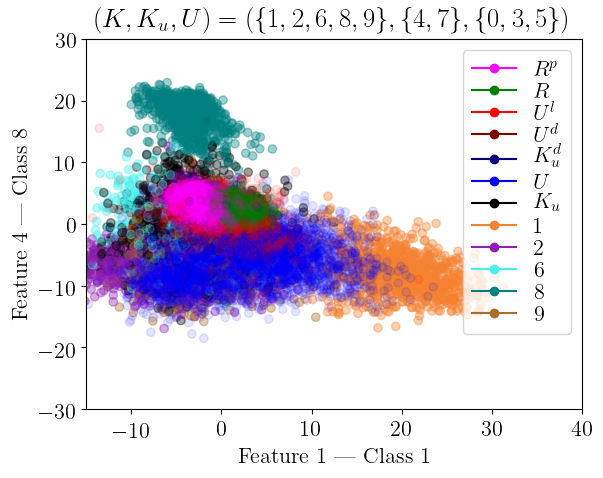 (K, K_u, U) = ({1, 2, 6, 8, 9}, {4, 7}, {0, 3, 5})
30
20
10
0
−10
−20
−30
Feature 4 — Class 8
R^p
R
U^l
U^d
K_u^d
U
K_u
1
2
6
8
9
−10
0
10
20
30
40
Feature 1 — Class 1